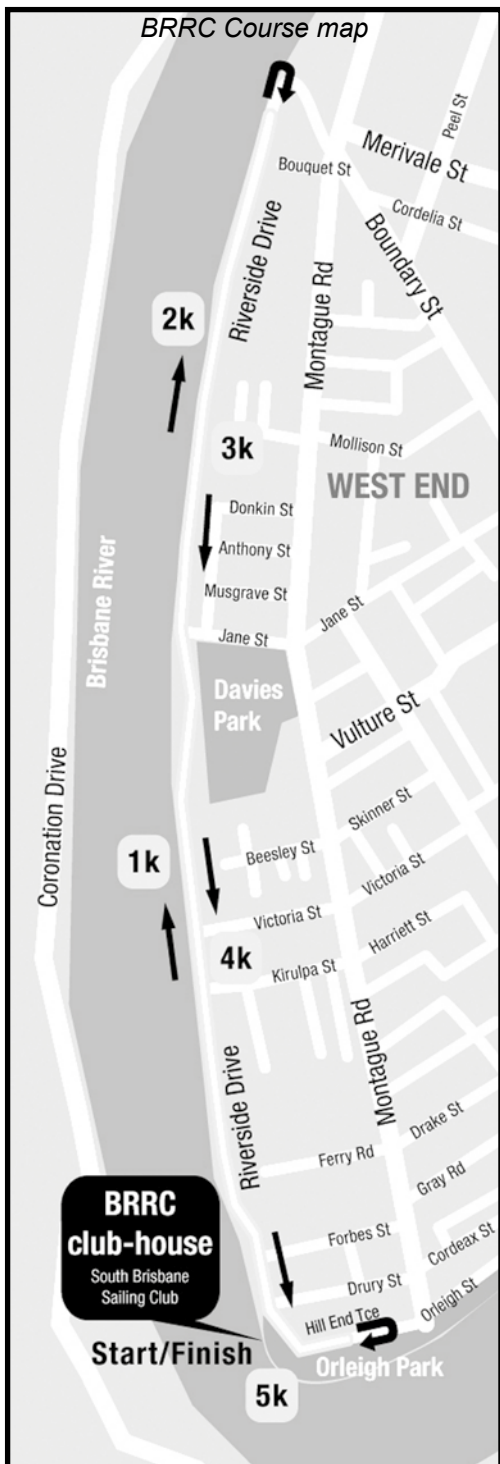 BRRC Course map
Peel St
Merivale St
Bouquet St
Cordelia St
Riverside Drive
Boundary St
Montague Rd
2k
3k
Mollison St
WEST END
Donkin St
Anthony St
Musgrave St
Jane St
Jane St
Brisbane River
Davies
Park
Vulture St
Coronation Drive
Skinner St
1k
Beesley St
Victoria St
Victoria St
Harriett St
4k
Kirulpa St
Montague Rd
Riverside Drive
Drake St
Ferry Rd
Gray Rd
BRRC
club-house
South Brisbane
Sailing Club
Forbes St
Cordeax St
Drury St
Orleigh St
Hill End Tce
Start/Finish
Orleigh Park
5k